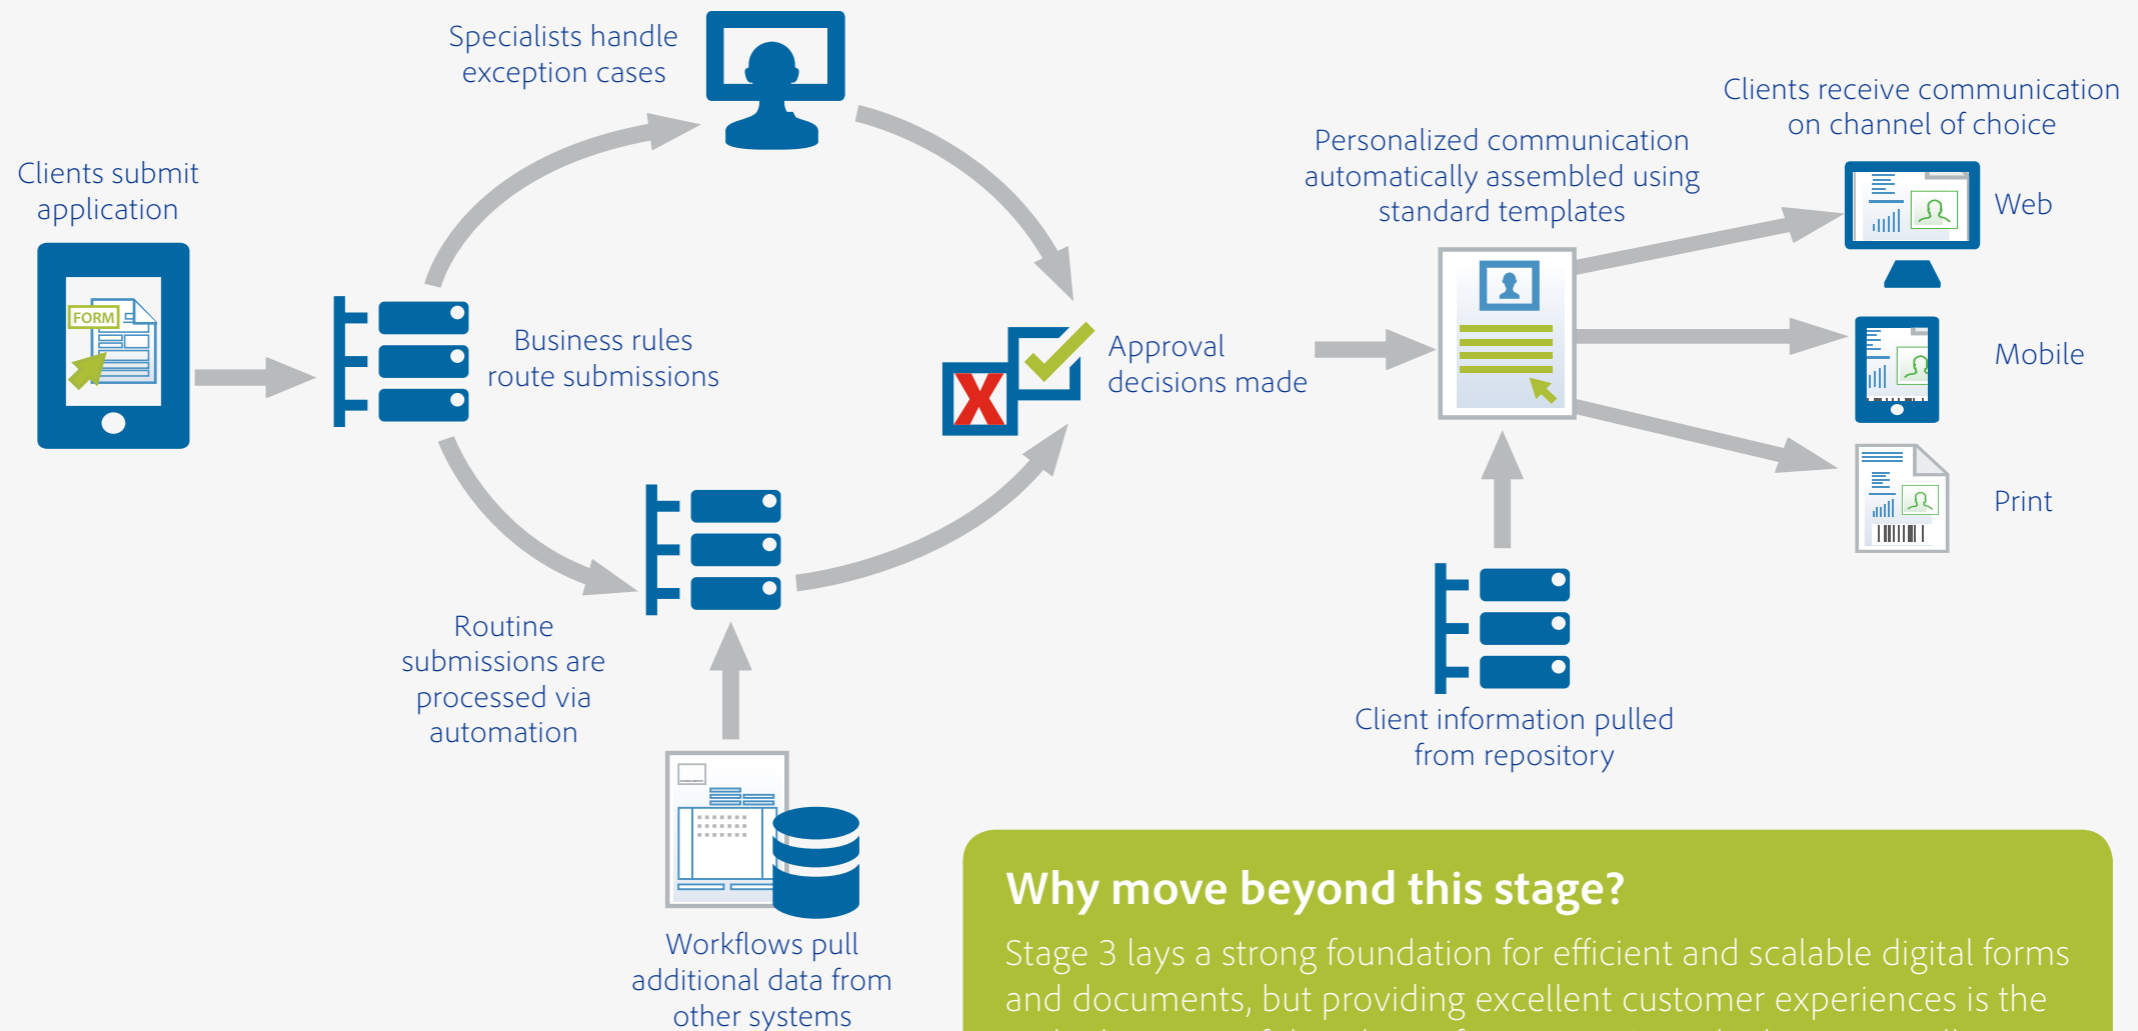 Specialists handle
exception cases
Clients submit
application
FORM
Business rules
route submissions
Routine
submissions are
processed via
automation
Workflows pull
additional data from
other systems
X
Approval
decisions made
Personalized communication
automatically assembled using
standard templates
Client information pulled
from repository
Clients receive communication
on channel of choice
Web
Mobile
Print
Why move beyond this stage?
Stage 3 lays a strong foundation for efficient and scalable digital forms
and documents, but providing excellent customer experiences is the